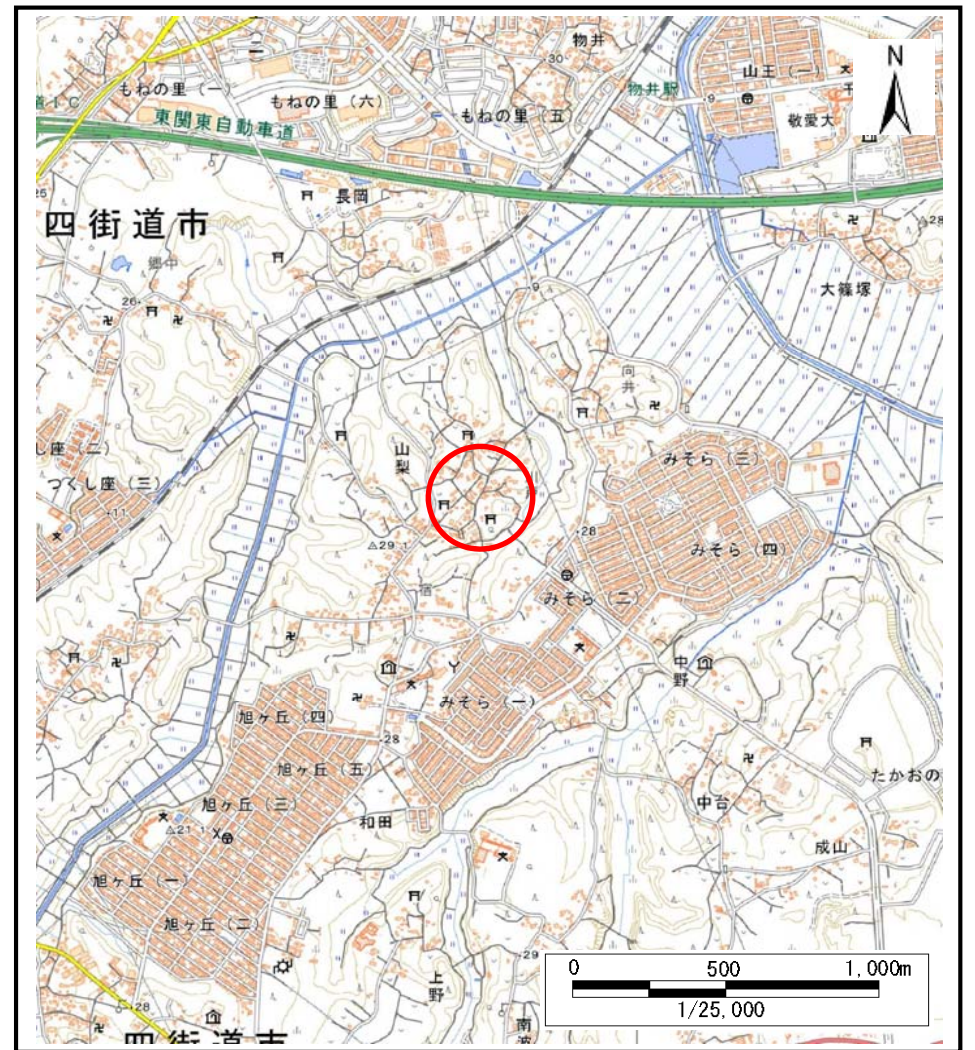 物井
30
山王（一）
N
もねの里（一）
もねの里（六）
もねの里（五）
物井駅
9
敬愛大
東関東自動車道
25
長岡
四街道市
28
郷中
9
大篠塚
26
向井
山梨
みそら（三）
つくし座（三）
11
28
29.1
みそら（四）
宿
みそら（二）
中野
みそら（一）
旭ヶ丘（四）
28
旭ヶ丘（五）
たかおの
旭ヶ丘（三）
中台
和田
21.1
成山
旭ヶ丘（一）
旭ヶ丘（二）
29
上野
0 500 1,000m
1/25,000
28
南波
四街道市